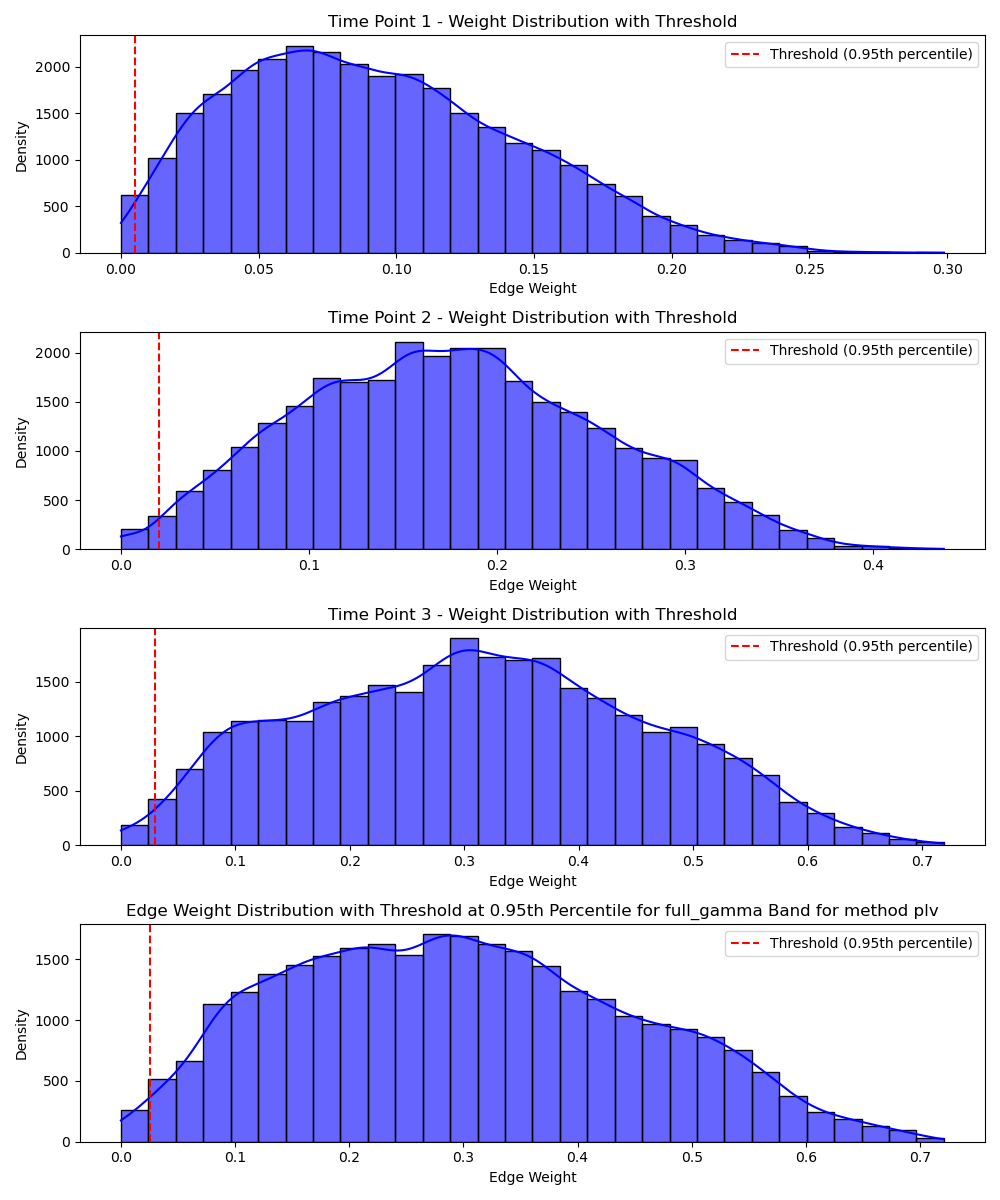 Time Point 1 - Weight Distribution with Threshold
Threshold (0.95th percentile)
Density
2000
1500
1000
500
0
0.00 0.05 0.10 0.15 0.20 0.25 0.30
Edge Weight
Time Point 2 - Weight Distribution with Threshold
Threshold (0.95th percentile)
Density
2000
1500
1000
500
0
0.0 0.1 0.2 0.3 0.4
Edge Weight
Time Point 3 - Weight Distribution with Threshold
Threshold (0.95th percentile)
Density
1500
1000
500
0
0.0 0.1 0.2 0.3 0.4 0.5 0.6 0.7
Edge Weight
Edge Weight Distribution with Threshold at 0.95th Percentile for full_gamma Band for method plv
Threshold (0.95th percentile)
Density
1500
1000
500
0
0.0 0.1 0.2 0.3 0.4 0.5 0.6 0.7
Edge Weight